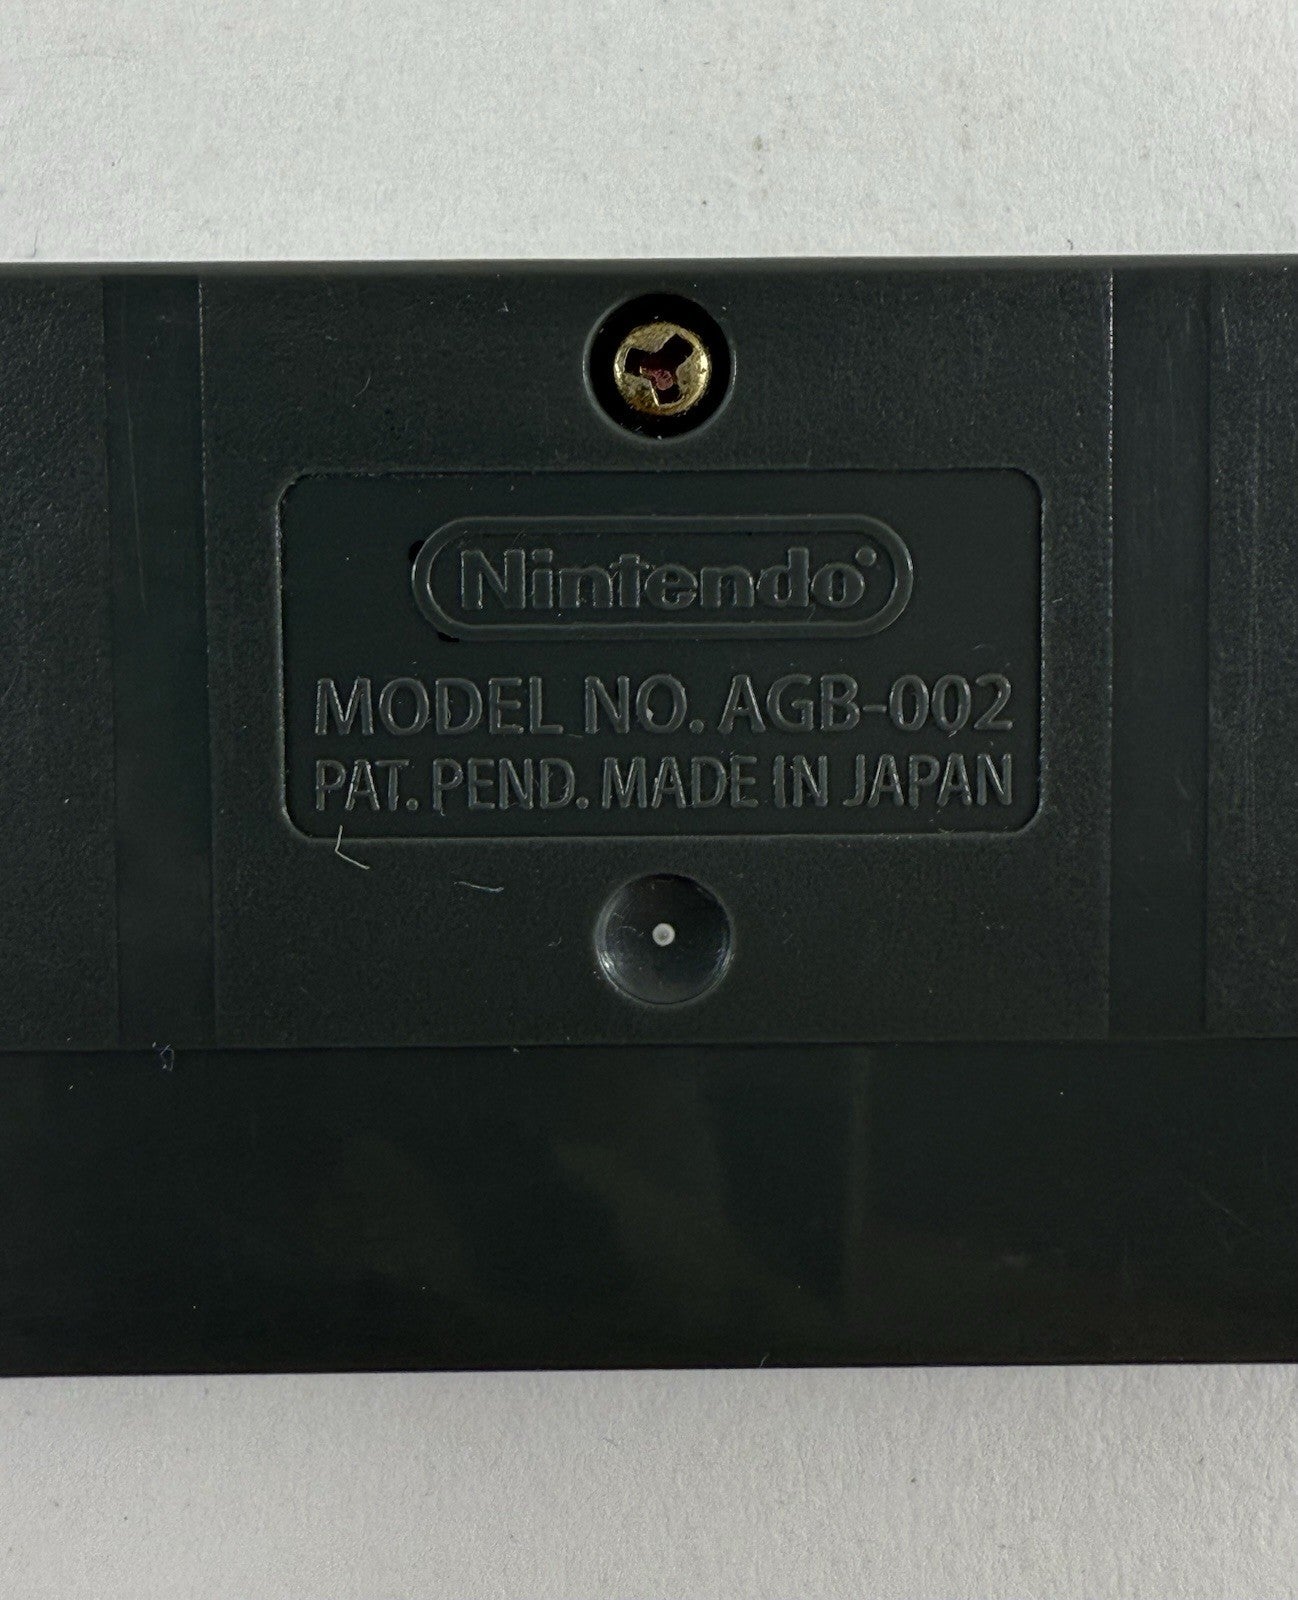 Nintendo
MODEL NO. AGB-002
PAT. PEND. MADE IN JAPAN